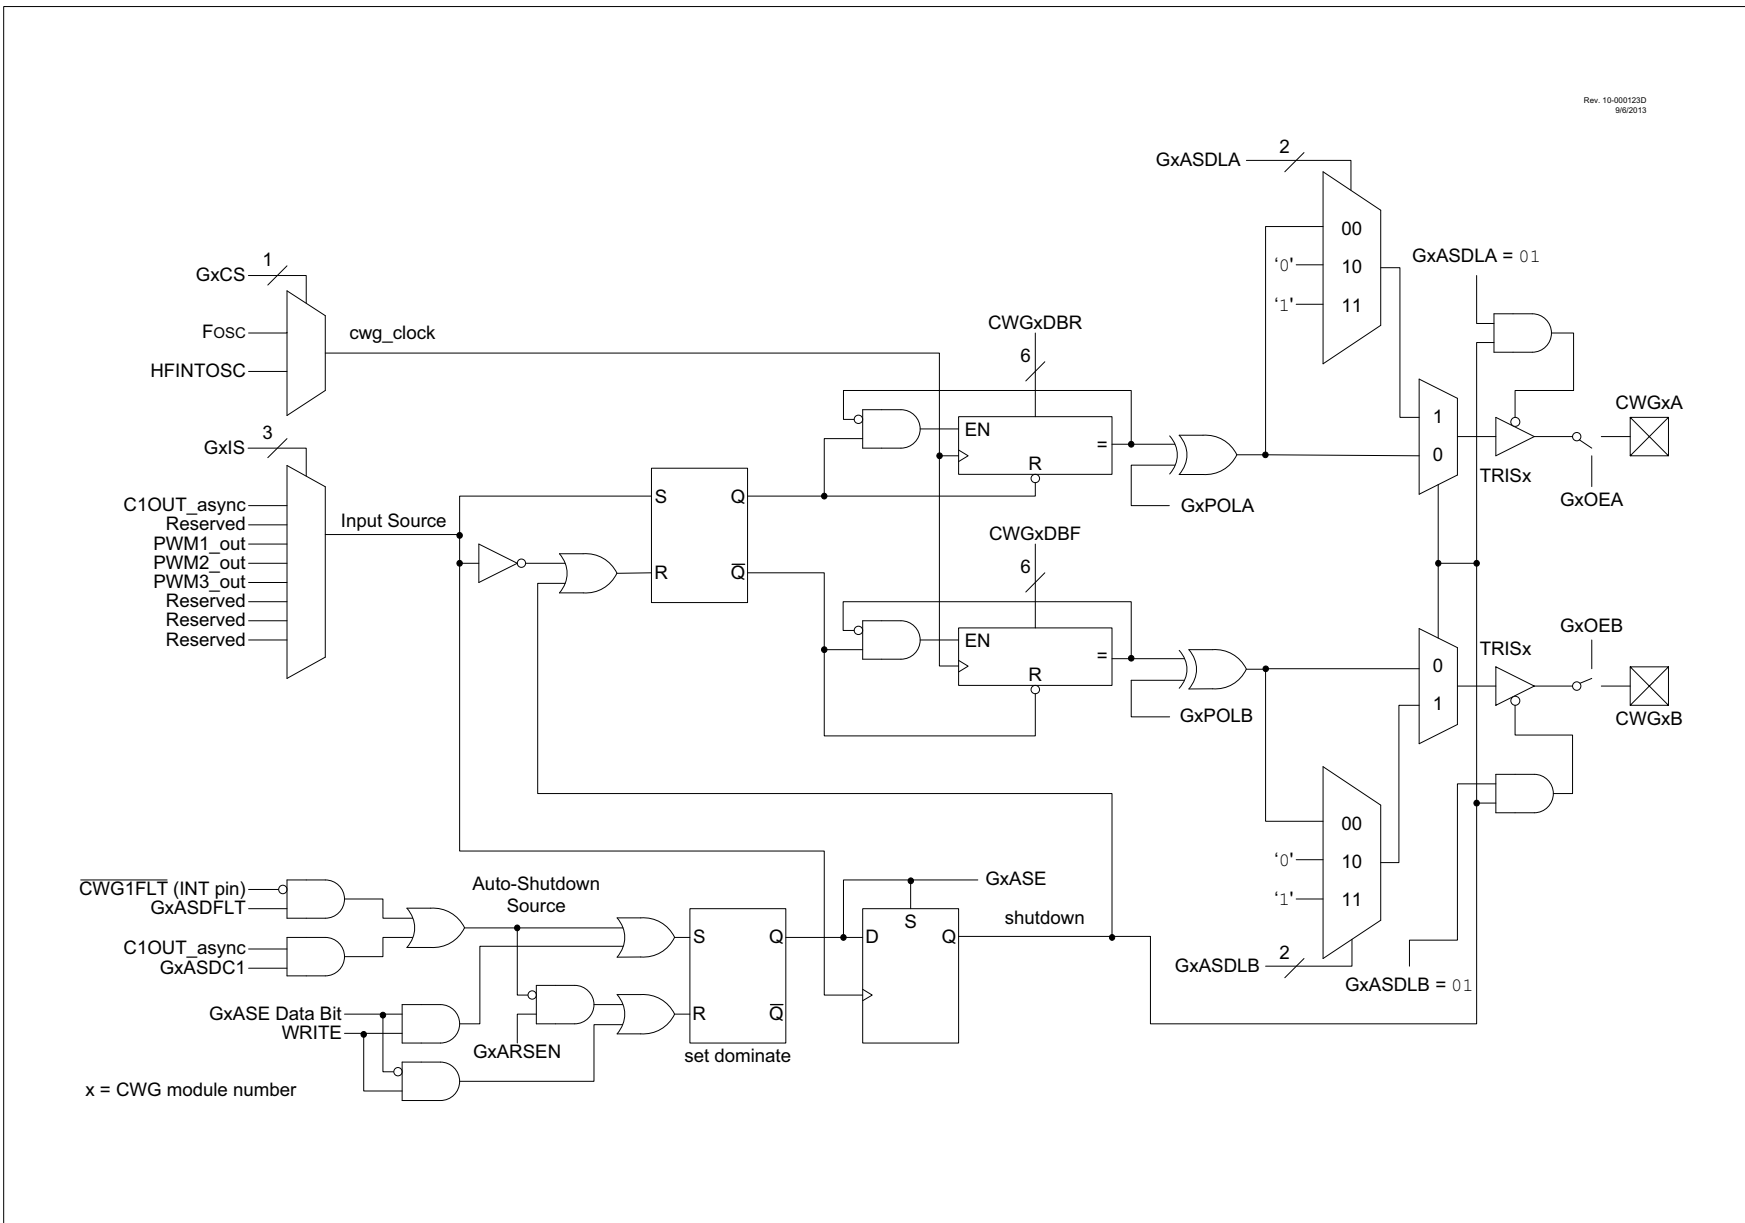 Rev. 10-000123D
9/6/2013
GxASDLA
2
00
‘0'
10
‘1'
11
GxASDLA = 01
GxCS
1
FOSC
HFINTOSC
cwg_clock
CWGxDBR
6
EN
=
R
GxPOLA
1
0
TRISx
CWGxA
GxOEA
GxIS
3
C1OUT_async
Reserved
PWM1_out
PWM2_out
PWM3_out
Reserved
Reserved
Reserved
Input Source
S
Q
R
Q
CWGxDBF
6
EN
=
R
GxPOLB
0
1
TRISx
GxOEB
CWGxB
00
‘0'
10
‘1'
11
GxASDLB
2
GxASDLB = 01
CWG1FLT (INT pin)
GxASDFLT
C1OUT_async
GxASDC1
Auto-Shutdown
Source
GxASE Data Bit
WRITE
GxARSEN
S
Q
R
Q
set dominate
GxASE
S
D
Q
shutdown
x = CWG module number